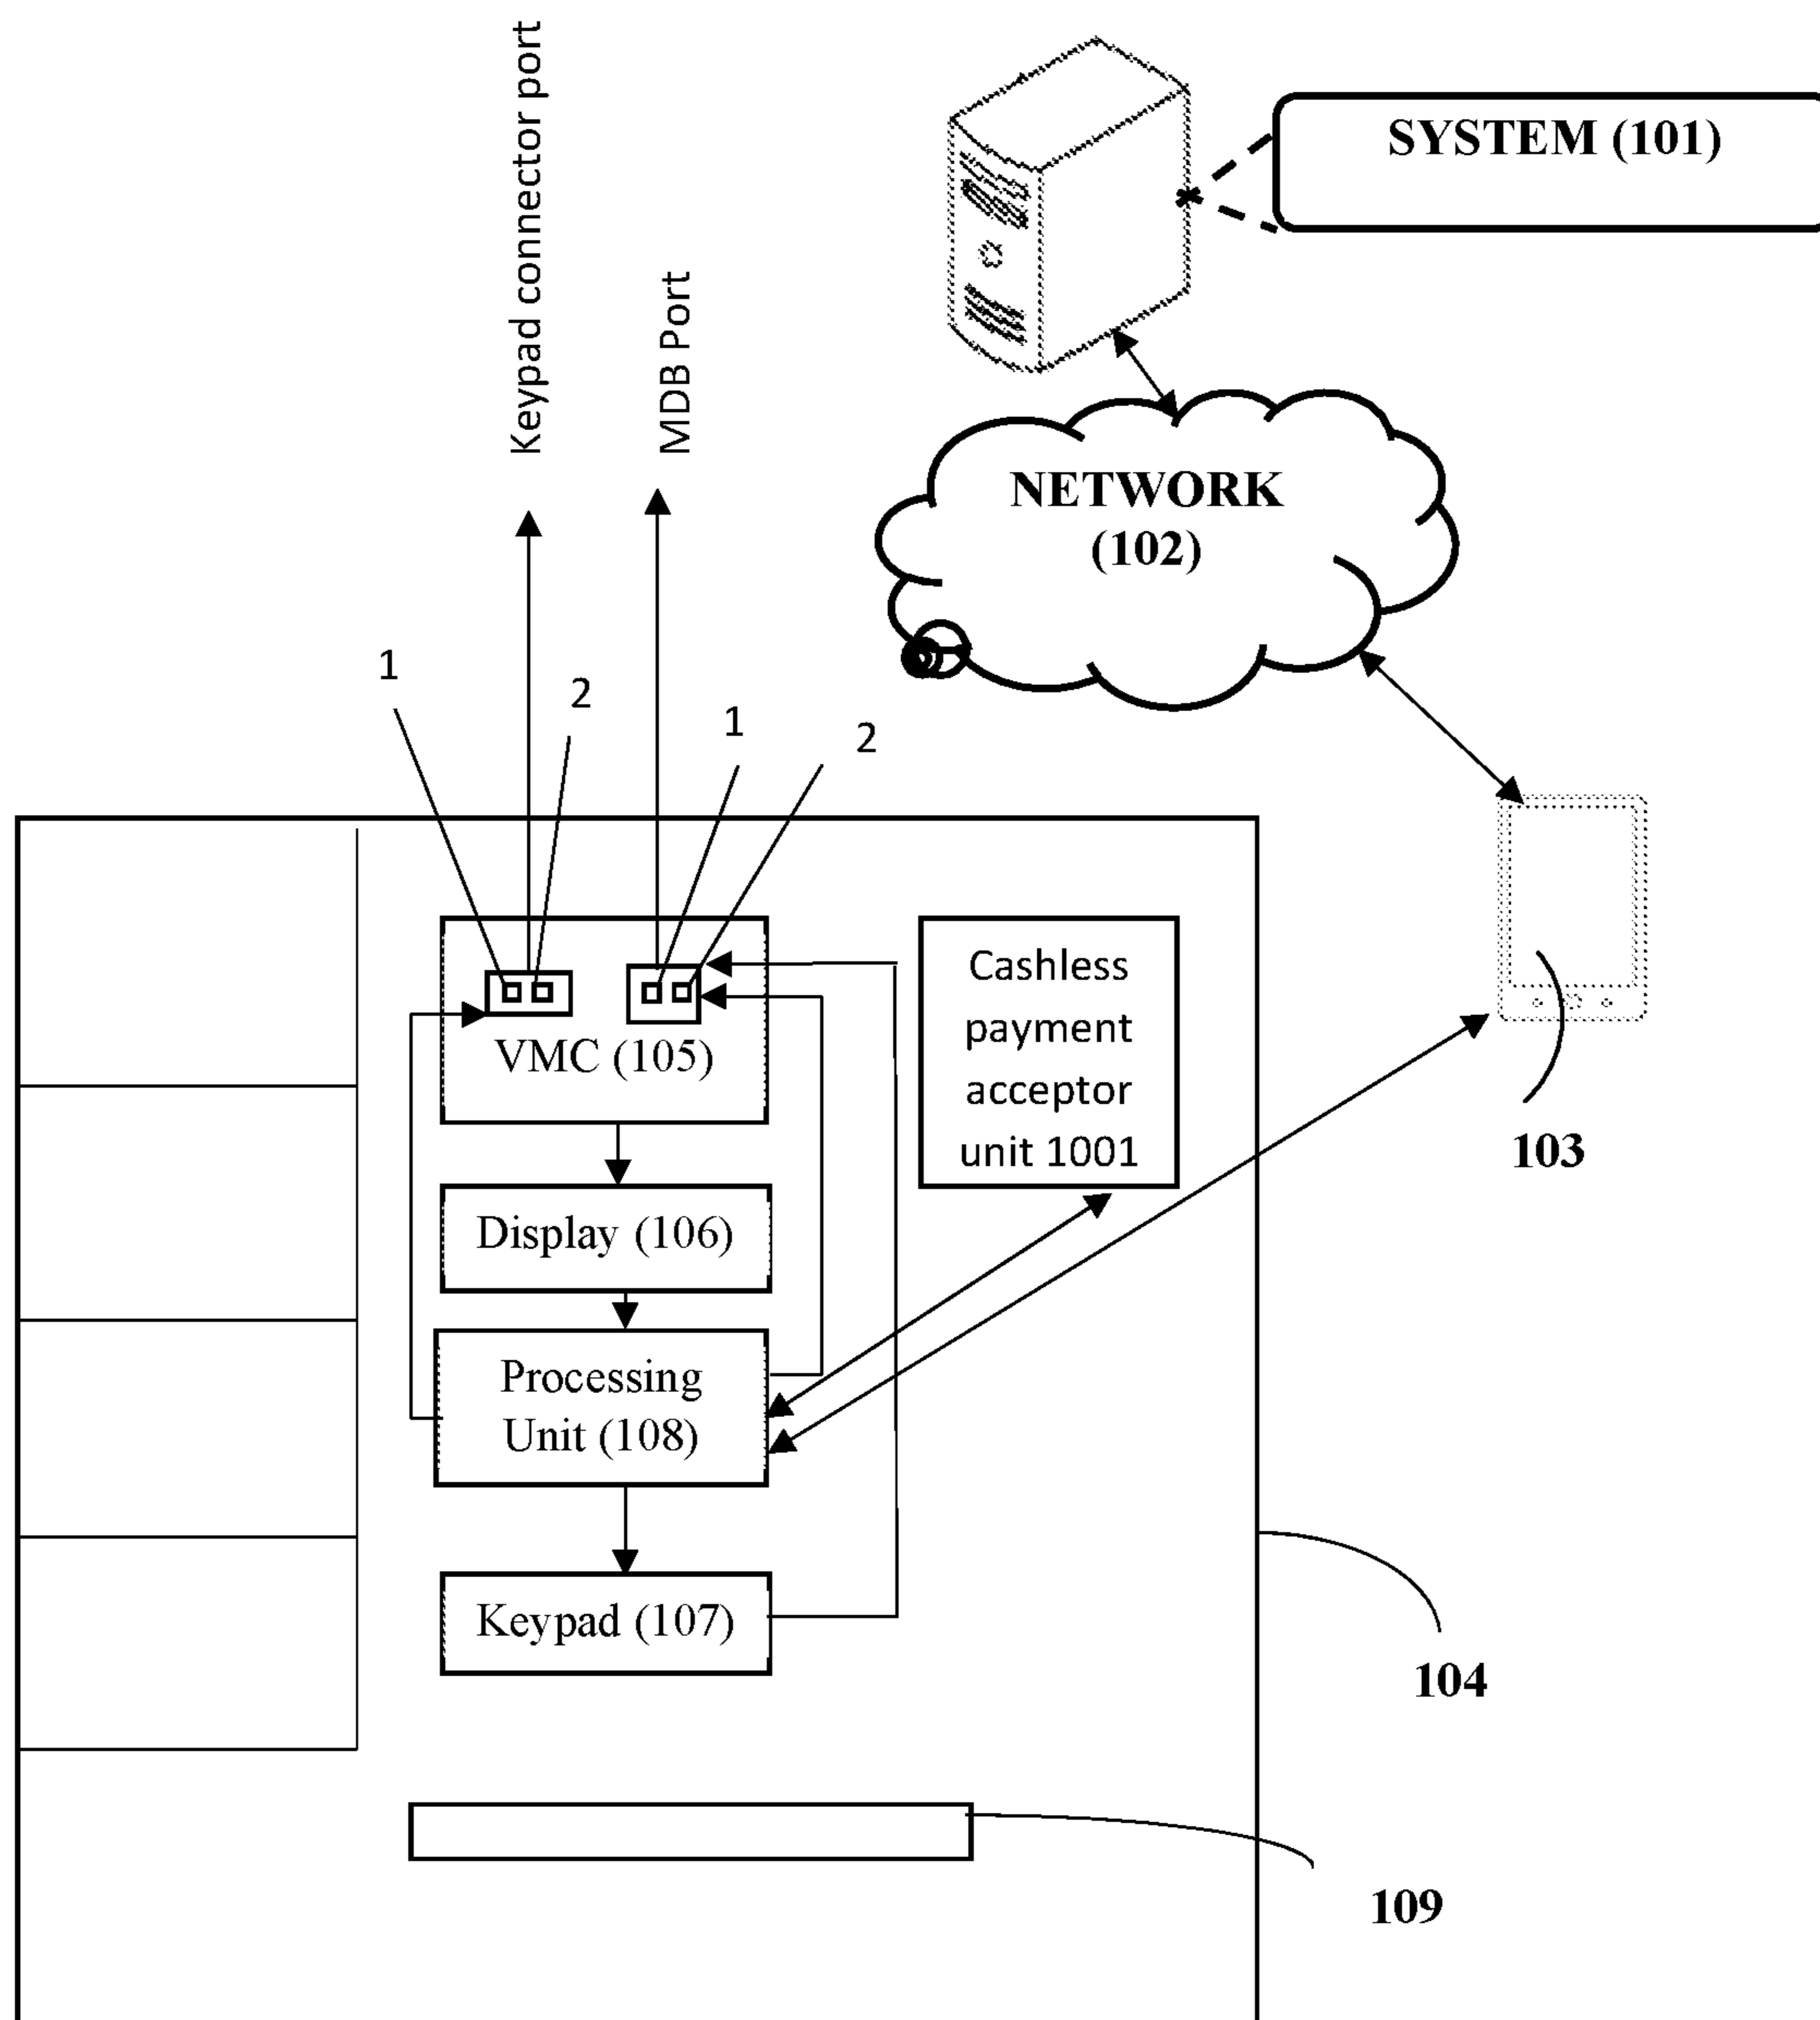 Keypad connector port
MDB Port
SYSTEM (101)
NETWORK
(102)
1
2
1
2
VMC (105)
Cashless
payment
acceptor
unit 1001
103
Display (106)
Processing
Unit (108)
Keypad (107)
104
109